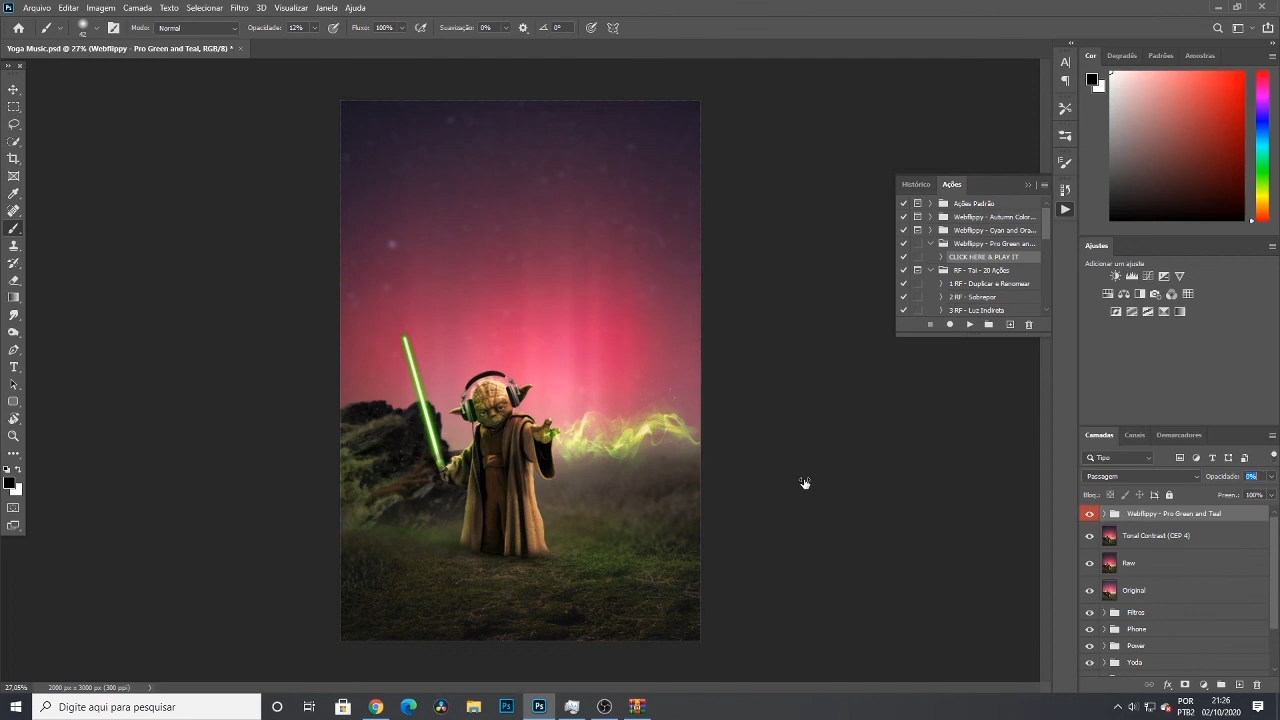 Arquivo Editar Imagem Camada Texto Selecionar Filtro 3D Visualizar Janela Ajuda
42 Modo: Normal Opacidade: 12% Fluxo: 100% Suavização: 0% 0°
Yoga Music.psd @ 27% (Webflippy - Pro Green and Teal, RGB/8) *
Cor Degradês Padrões Amostras
Histórico Ações
Ações Padrão
Webflippy - Autumn Color...
Webflippy - Cyan and Ora...
Webflippy - Pro Green an...
CLICK HERE & PLAY IT
RF - Tai - 20 Ações
1 RF - Duplicar e Renomear
2 RF - Sobrepor
3 RF - Luz Indireta
Ajustes
Adicionar um ajuste
Camadas Canais Demarcadores
Tipo
Passagem Opacidade: 0%
Bloq.: Preen.: 100%
Webflippy - Pro Green and Teal
Tonal Contrast (CEP 4)
Raw
Original
Filtros
Phone
Power
Yoda
27,05% 2000 px x 3000 px (300 ppi)
Digite aqui para pesquisar
POR
PTB2
21:26
02/10/2020